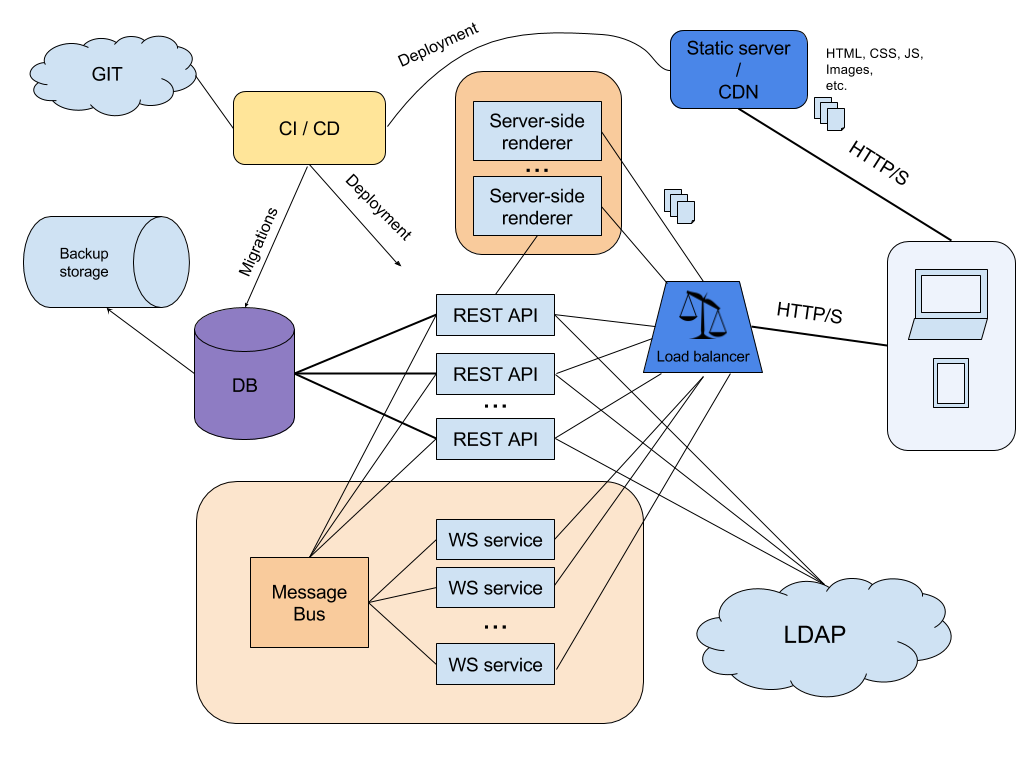 Deployment
Static server
/
CDN
HTML, CSS, JS,
Images,
etc.
GIT
CI / CD
Server-side
renderer
...
Server-side
renderer
HTTP/S
Deployment
Migrations
Backup
storage
REST API
HTTP/S
Load balancer
DB
REST API
...
REST API
WS service
Message
Bus
WS service
...
WS service
LDAP